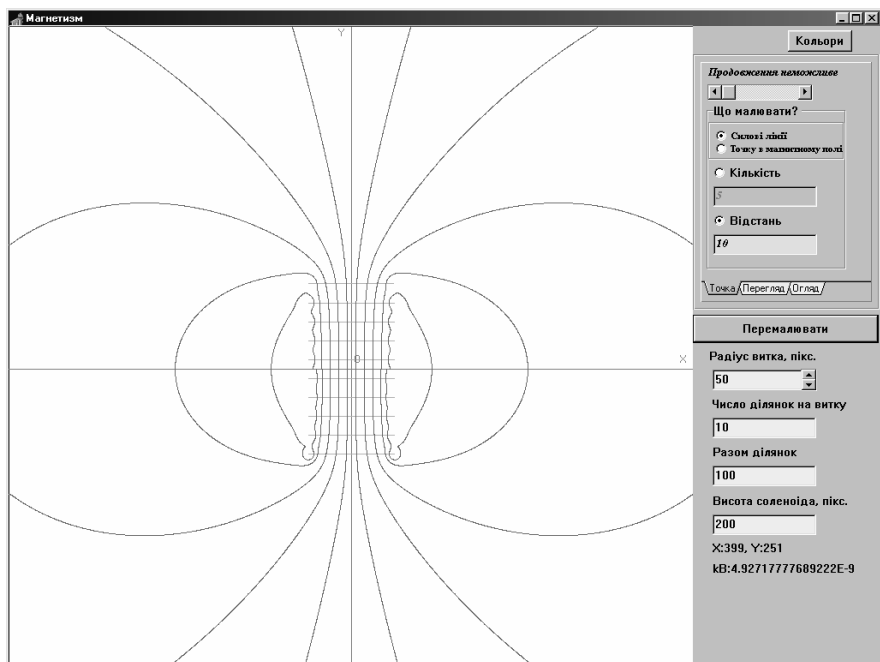 Магнетизм
Y
0
X
Кольори
Продовження неможливе
Що малювати?
Силові лінії
Точку в магнитному полі
Кількість
5
Відстань
10
Точка Перегляд Огляд
Перемалювати
Радіус витка, пікс.
50
Число ділянок на витку
10
Разом ділянок
100
Висота соленоїда, пікс.
200
X:399, Y:251
kB:4.92717777689222E-9